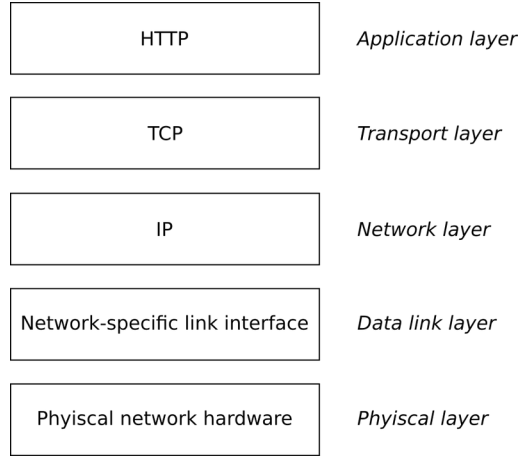 HTTP Application layer
TCP Transport layer
IP Network layer
Network-specific link interface Data link layer
Phyiscal network hardware Phyiscal layer